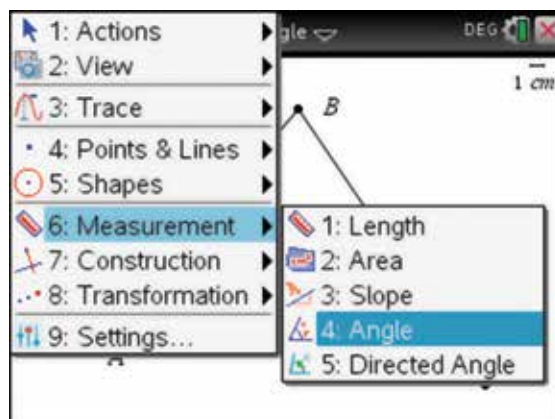 gle DEG
1: Actions
2: View
3: Trace
4: Points & Lines
5: Shapes
6: Measurement
7: Construction
8: Transformation
9: Settings...
1 cm
B
1: Length
2: Area
3: Slope
4: Angle
5: Directed Angle